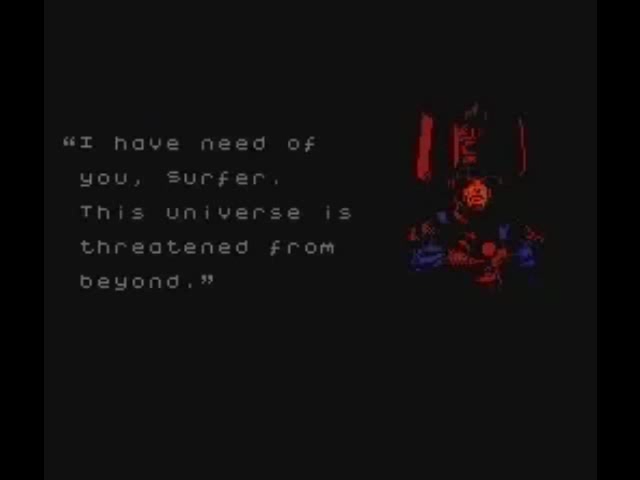 “I have need of
you, Surfer.
This universe is
threatened from
beyond.”